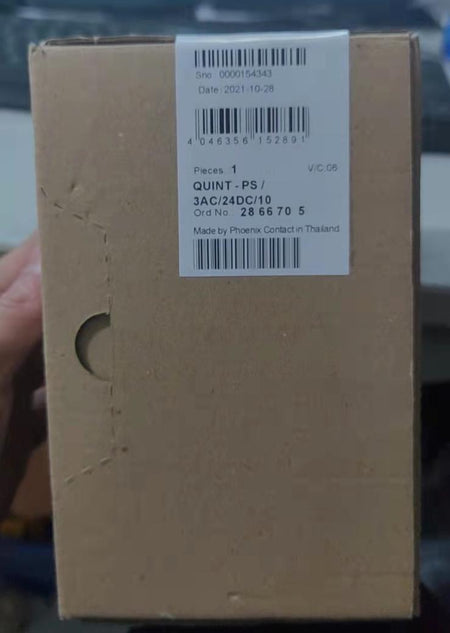 Sno: 0000154343
Date: 2021-10-28
4 046356 152891
Pieces: 1 V/C.06
QUINT - PS /
3AC/24DC/10
Ord No.: 28 66 70 5
Made by Phoenix Contact in Thailand